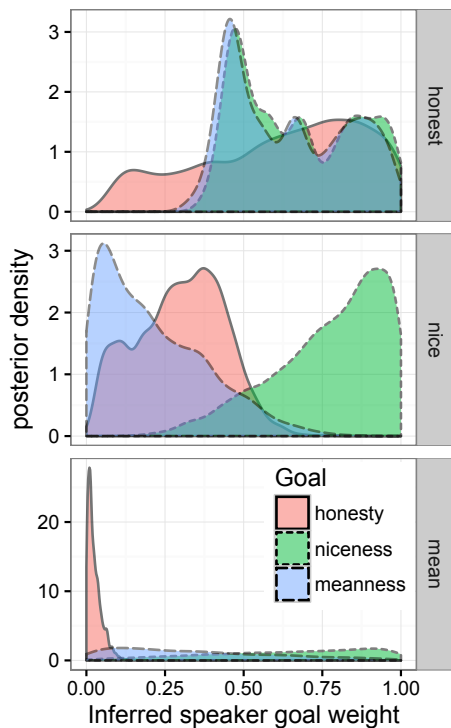 3
2
1
0
honest
3
2
1
0
nice
posterior density
20
10
0
mean
Goal
honesty
niceness
meanness
0.00 0.25 0.50 0.75 1.00
Inferred speaker goal weight